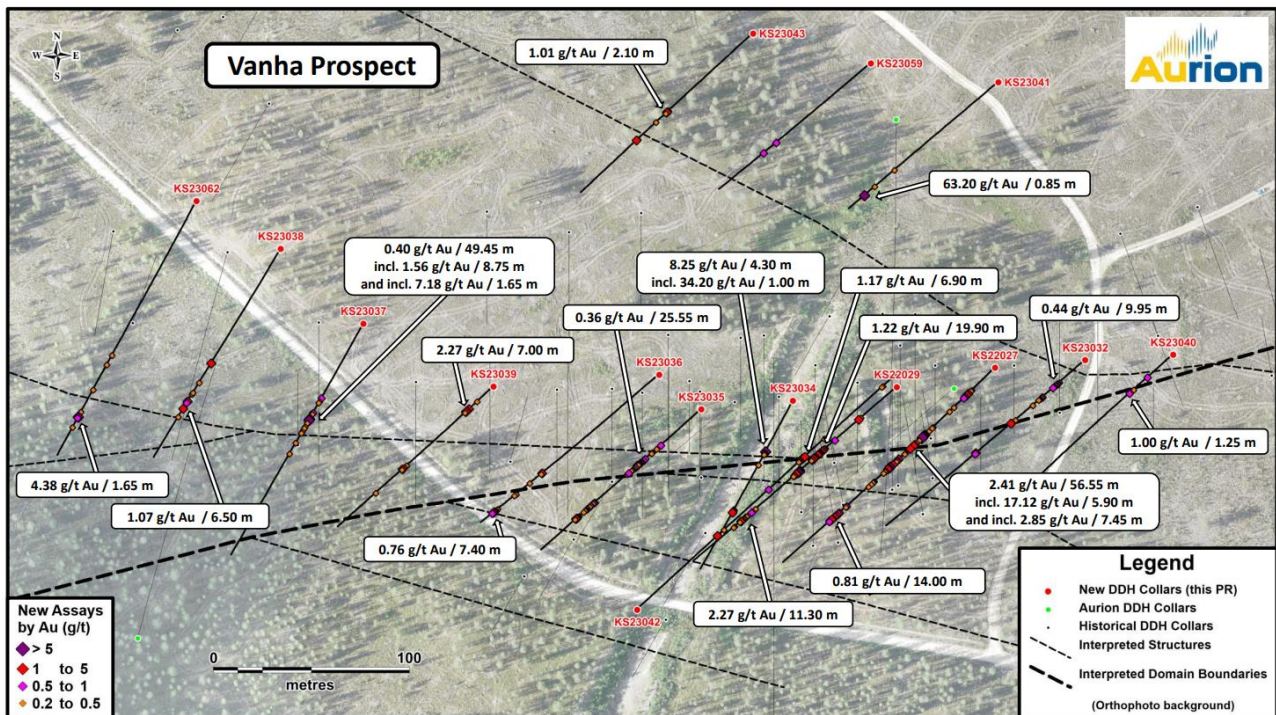 Vanha Prospect
N
W E
S
Aurion
KS23043
KS23059
KS23041
1.01 g/t Au / 2.10 m
63.20 g/t Au / 0.85 m
KS23062
KS23038
KS23037
0.40 g/t Au / 49.45 m
incl. 1.56 g/t Au / 8.75 m
and incl. 7.18 g/t Au / 1.65 m
8.25 g/t Au / 4.30 m
incl. 34.20 g/t Au / 1.00 m
1.17 g/t Au / 6.90 m
0.36 g/t Au / 25.55 m
1.22 g/t Au / 19.90 m
0.44 g/t Au / 9.95 m
2.27 g/t Au / 7.00 m
KS23039
KS23036
KS23035
KS23034
KS22029
KS22027
KS23032
KS23040
1.00 g/t Au / 1.25 m
4.38 g/t Au / 1.65 m
1.07 g/t Au / 6.50 m
0.76 g/t Au / 7.40 m
2.41 g/t Au / 56.55 m
incl. 17.12 g/t Au / 5.90 m
and incl. 2.85 g/t Au / 7.45 m
0.81 g/t Au / 14.00 m
2.27 g/t Au / 11.30 m
KS23042
New Assays
by Au (g/t)
> 5
1 to 5
0.5 to 1
0.2 to 0.5
0 100
metres
Legend
New DDH Collars (this PR)
Aurion DDH Collars
Historical DDH Collars
Interpreted Structures
Interpreted Domain Boundaries
(Orthophoto background)